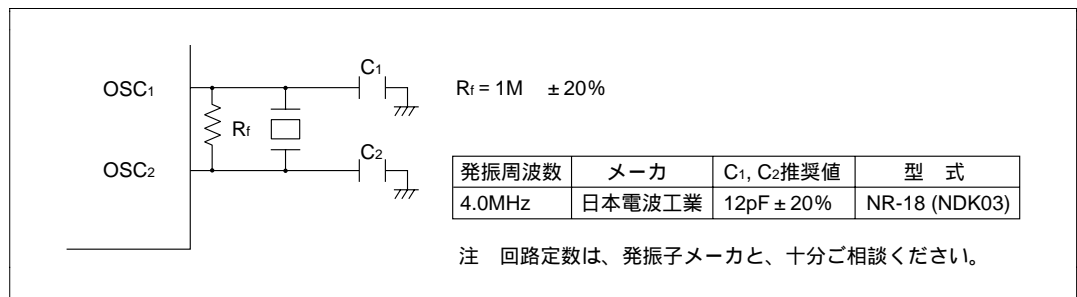 OSC₁
Rf
OSC₂
C₁
C₂
Rf = 1M ±20%
発振周波数 メーカ C₁, C₂推奨値 型 式
4.0MHz 日本電波工業 12pF±20% NR-18 (NDK03)
注 回路定数は、発振子メーカと、十分ご相談ください。